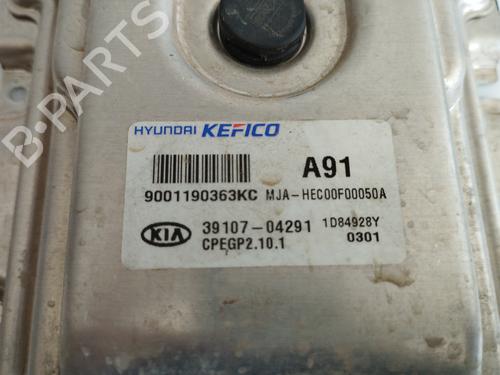 B-PARTS
HYUNDAI KEFICO
A91
9001190363KC MJA-HEC00F00050A
KIA 39107-04291 1D84928Y
CPEGP2.10.1 0301